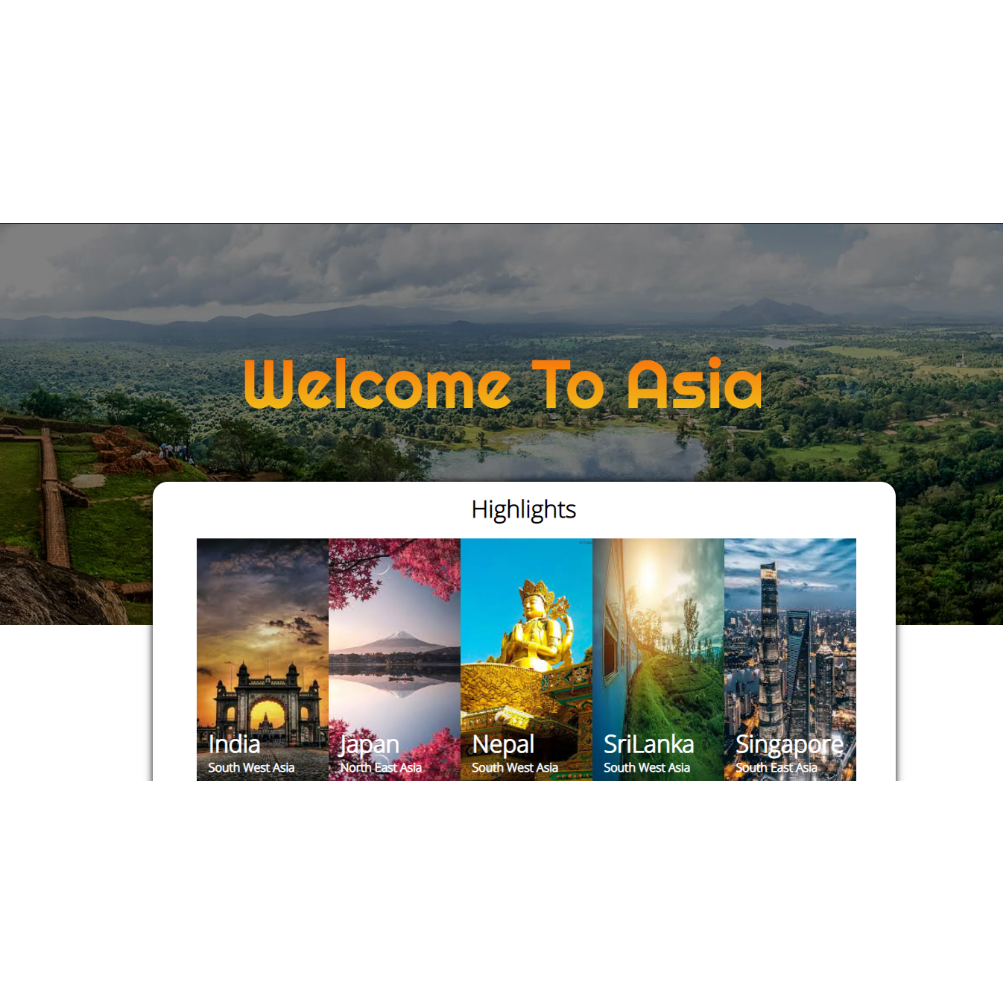 Welcome To Asia
Highlights
India
South West Asia
Japan
North East Asia
Nepal
South West Asia
SriLanka
South West Asia
Singapore
South East Asia